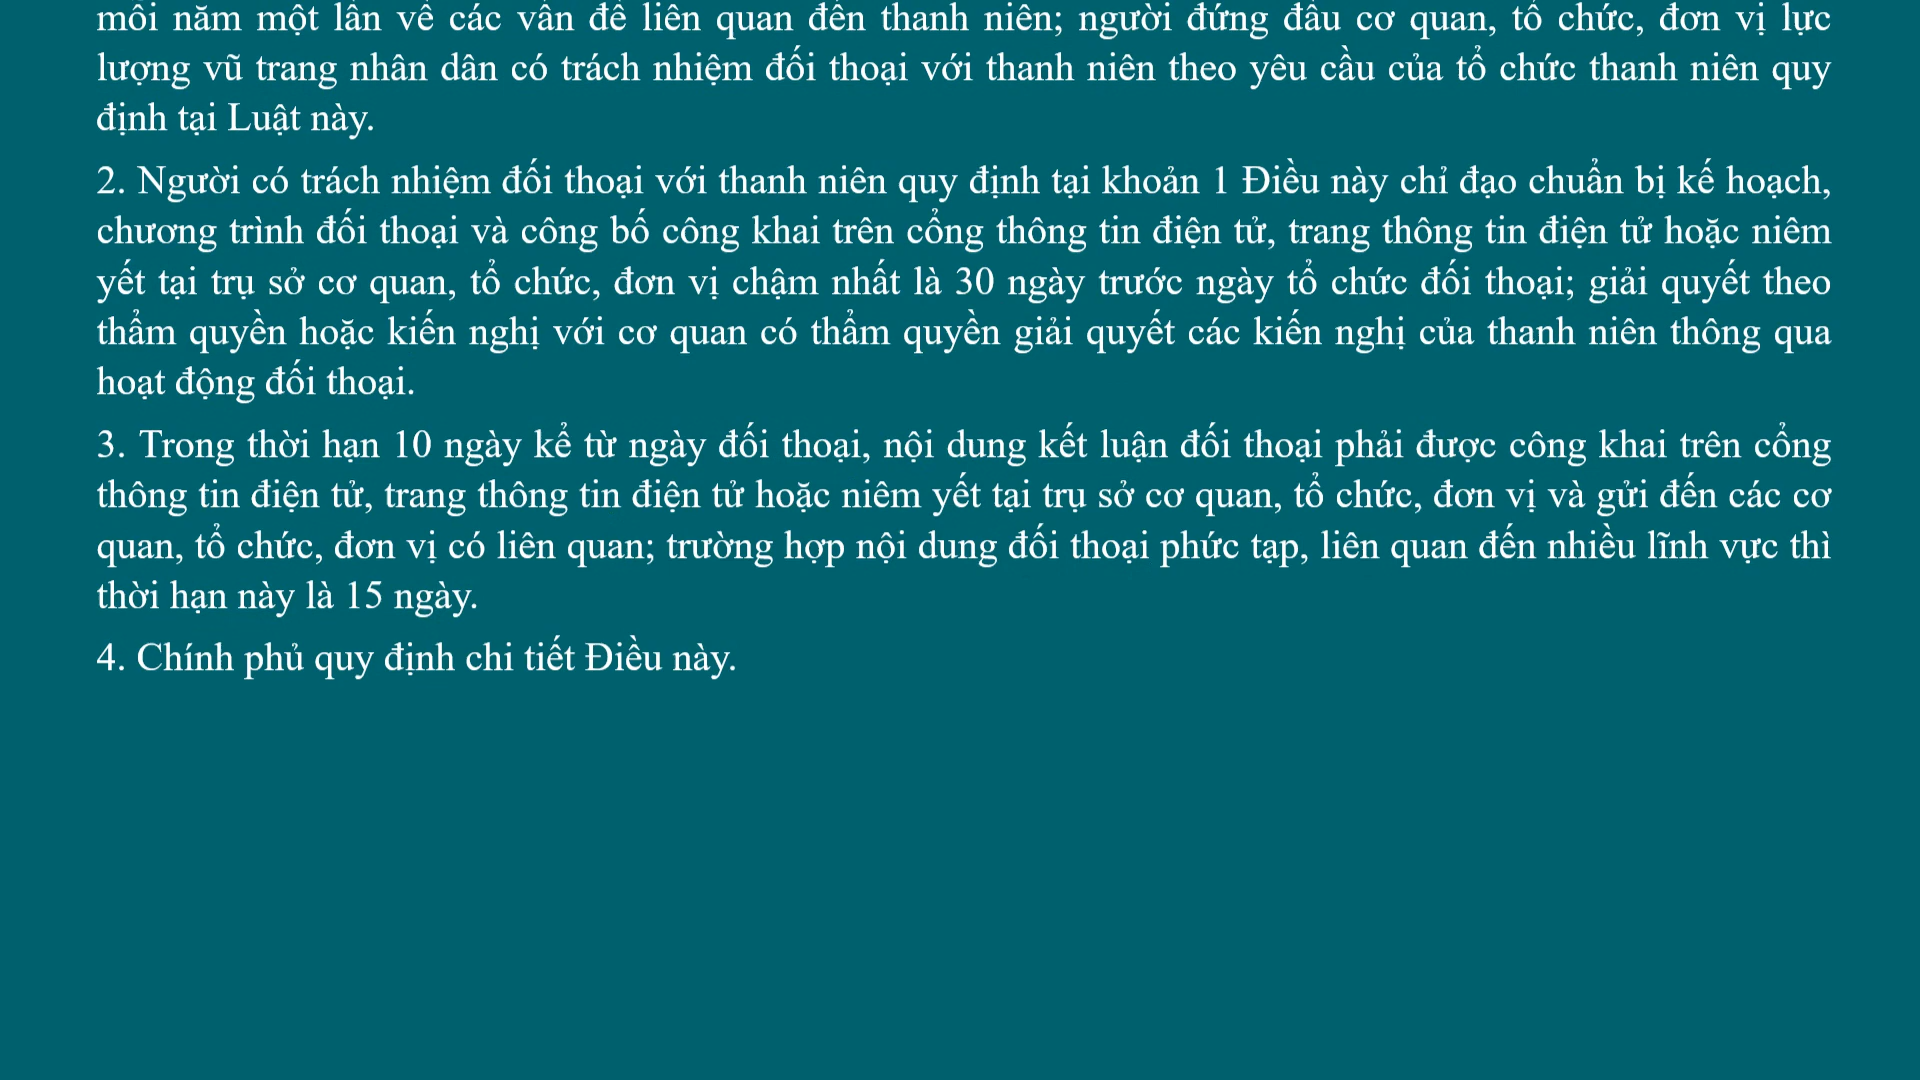 mỗi năm một lần về các vấn đề liên quan đến thanh niên; người đứng đầu cơ quan, tổ chức, đơn vị lực
lượng vũ trang nhân dân có trách nhiệm đối thoại với thanh niên theo yêu cầu của tổ chức thanh niên quy
định tại Luật này.
2. Người có trách nhiệm đối thoại với thanh niên quy định tại khoản 1 Điều này chỉ đạo chuẩn bị kế hoạch,
chương trình đối thoại và công bố công khai trên cổng thông tin điện tử, trang thông tin điện tử hoặc niêm
yết tại trụ sở cơ quan, tổ chức, đơn vị chậm nhất là 30 ngày trước ngày tổ chức đối thoại; giải quyết theo
thẩm quyền hoặc kiến nghị với cơ quan có thẩm quyền giải quyết các kiến nghị của thanh niên thông qua
hoạt động đối thoại.
3. Trong thời hạn 10 ngày kể từ ngày đối thoại, nội dung kết luận đối thoại phải được công khai trên cổng
thông tin điện tử, trang thông tin điện tử hoặc niêm yết tại trụ sở cơ quan, tổ chức, đơn vị và gửi đến các cơ
quan, tổ chức, đơn vị có liên quan; trường hợp nội dung đối thoại phức tạp, liên quan đến nhiều lĩnh vực thì
thời hạn này là 15 ngày.
4. Chính phủ quy định chi tiết Điều này.